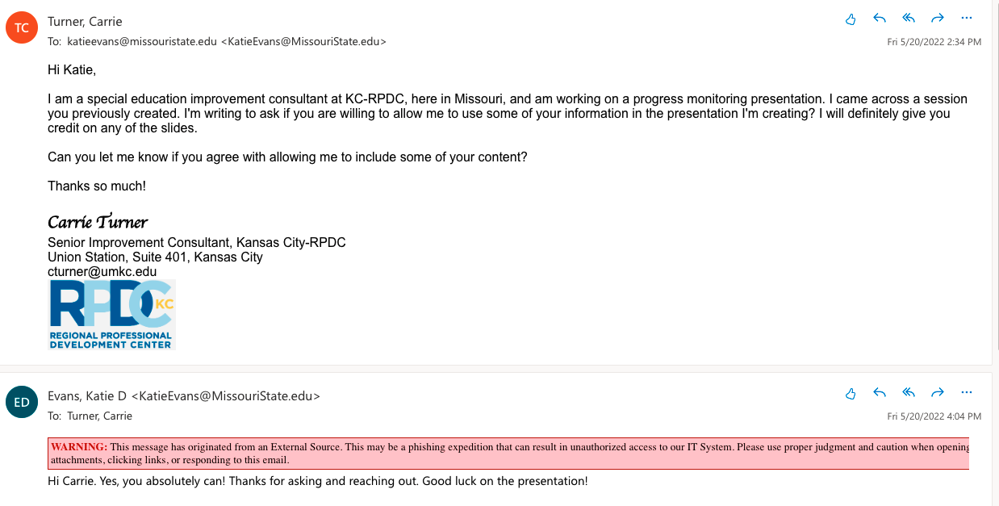 TC
Turner, Carrie
To: katieevans@missouristate.edu <KatieEvans@MissouriState.edu>
Fri 5/20/2022 2:34 PM
Hi Katie,
I am a special education improvement consultant at KC-RPDC, here in Missouri, and am working on a progress monitoring presentation. I came across a session
you previously created. I'm writing to ask if you are willing to allow me to use some of your information in the presentation I'm creating? I will definitely give you
credit on any of the slides.
Can you let me know if you agree with allowing me to include some of your content?
Thanks so much!
Carrie Turner
Senior Improvement Consultant, Kansas City-RPDC
Union Station, Suite 401, Kansas City
cturner@umkc.edu
RPDC KC
REGIONAL PROFESSIONAL
DEVELOPMENT CENTER
ED
Evans, Katie D <KatieEvans@MissouriState.edu>
To: Turner, Carrie
Fri 5/20/2022 4:04 PM
WARNING: This message has originated from an External Source. This may be a phishing expedition that can result in unauthorized access to our IT System. Please use proper judgment and caution when opening
attachments, clicking links, or responding to this email.
Hi Carrie. Yes, you absolutely can! Thanks for asking and reaching out. Good luck on the presentation!